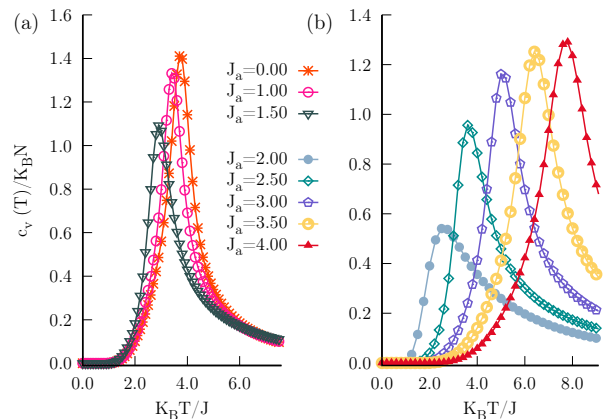 (a)
(b)
c_v (T)/K_BN
1.6
1.4
1.2
1.0
0.8
0.6
0.4
0.2
0.0
0.0 2.0 4.0 6.0
K_BT/J
J_a=0.00
J_a=1.00
J_a=1.50
J_a=2.00
J_a=2.50
J_a=3.00
J_a=3.50
J_a=4.00
1.4
1.2
1.0
0.8
0.6
0.4
0.2
0.0
0.0 2.0 4.0 6.0 8.0
K_BT/J